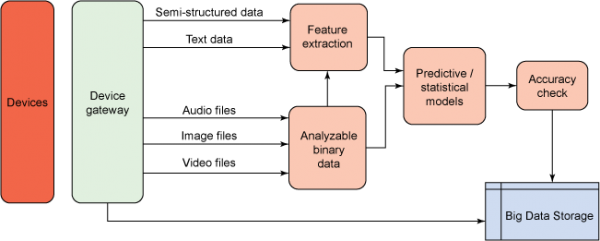 Devices
Device
gateway
Semi-structured data
Text data
Audio files
Image files
Video files
Feature
extraction
Analyzable
binary
data
Predictive /
statistical
models
Accuracy
check
Big Data Storage